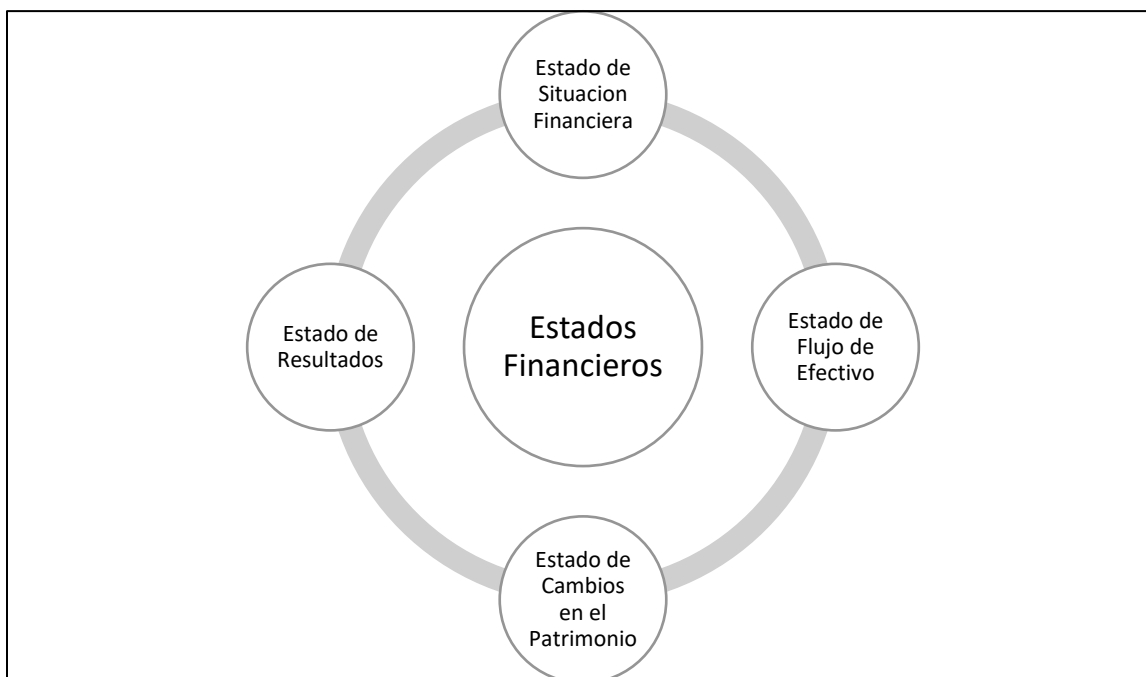 Estado de
Situacion
Financiera
Estado de
Resultados
Estados
Financieros
Estado de
Flujo de
Efectivo
Estado de
Cambios
en el
Patrimonio